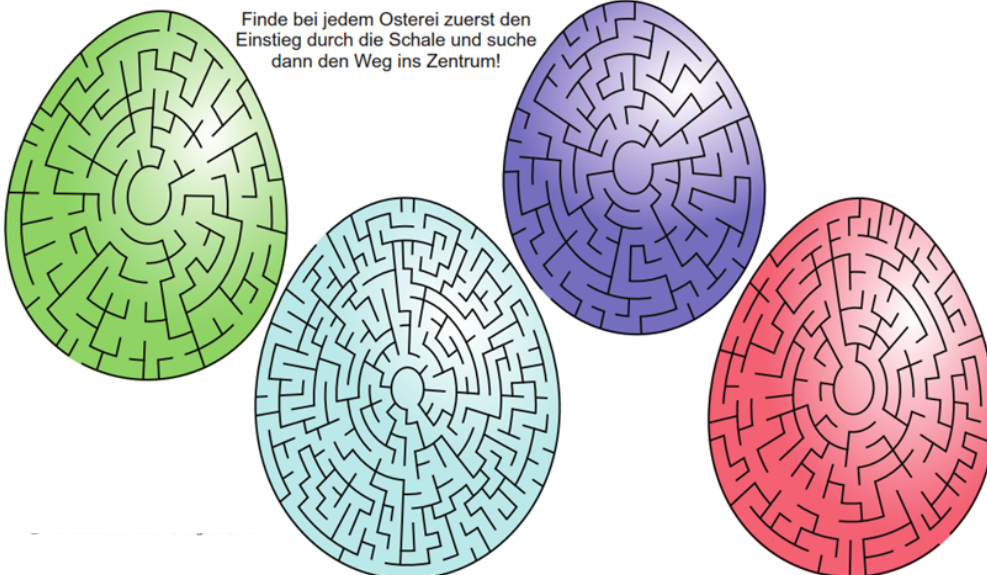 Finde bei jedem Osterei zuerst den
Einstieg durch die Schale und suche
dann den Weg ins Zentrum!